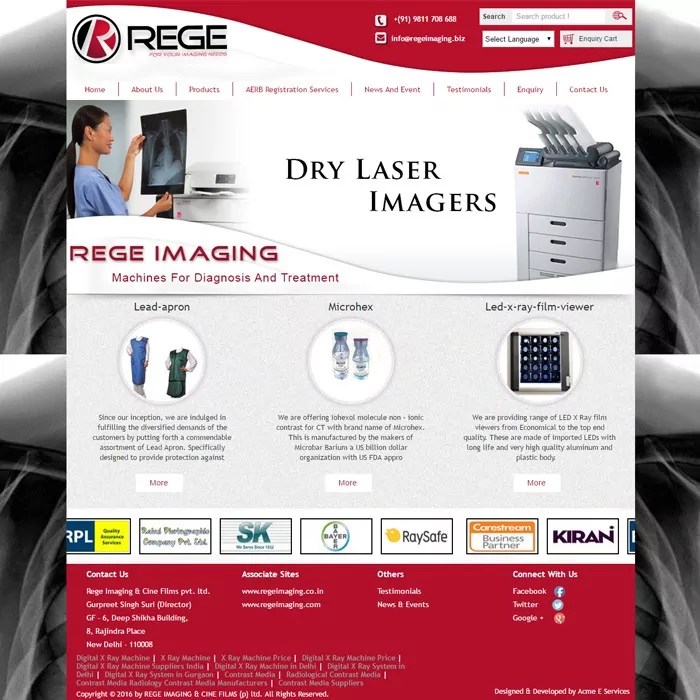 REGE
FOR YOUR IMAGING NEEDS
+(91) 9811 708 688
info@regeimaging.biz
Search
Search product !
Select Language
Enquiry Cart
Home
About Us
Products
AERB Registration Services
News And Event
Testimonials
Enquiry
Contact Us
DRY LASER
IMAGERS
REGE IMAGING
Machines For Diagnosis And Treatment
Lead-apron
Since our inception, we are indulged in
fulfilling the diversified demands of the
customers by putting forth a commendable
assortment of Lead Apron. Specifically
designed to provide protection against
More
Microhex
We are offering Iohexol molecule non - ionic
contrast for CT with brand name of Microhex.
This is manufactured by the makers of
Microbar Barium a US billion dollar
organization with US FDA appro
More
Led-x-ray-film-viewer
We are providing range of LED X Ray film
viewers from Economical to the top end
quality. These are made of imported LEDs with
long life and very high quality aluminum and
plastic body.
More
RPL
Quality
Assurance
Services
Photographic
Company Pvt. Ltd.
SK
We Serve Since 1932
BAYER
RaySafe
Carestream
Business
Partner
KIRAN
Contact Us
Rege Imaging & Cine Films pvt. ltd.
Gurpreet Singh Suri (Director)
GF - 6, Deep Shikha Building,
8, Rajindra Place
New Delhi - 110008
Associate Sites
www.regeimaging.co.in
www.regeimaging.com
Others
Testimonials
News & Events
Connect With Us
Facebook
Twitter
Google +
Digital X Ray Machine | X Ray Machine | X Ray Machine Price | Digital X Ray Machine Price |
Digital X Ray Machine Suppliers India | Digital X Ray Machine in Delhi | Digital X Ray System in
Delhi | Digital X Ray System in Gurgaon | Contrast Media | Radiological Contrast Media |
Contrast Media Radiology Contrast Media Manufacturers | Contrast Media Suppliers
Copyright © 2016 by REGE IMAGING & CINE FILMS (p) ltd. All Rights Reserved.
Designed & Developed by Acme E Services